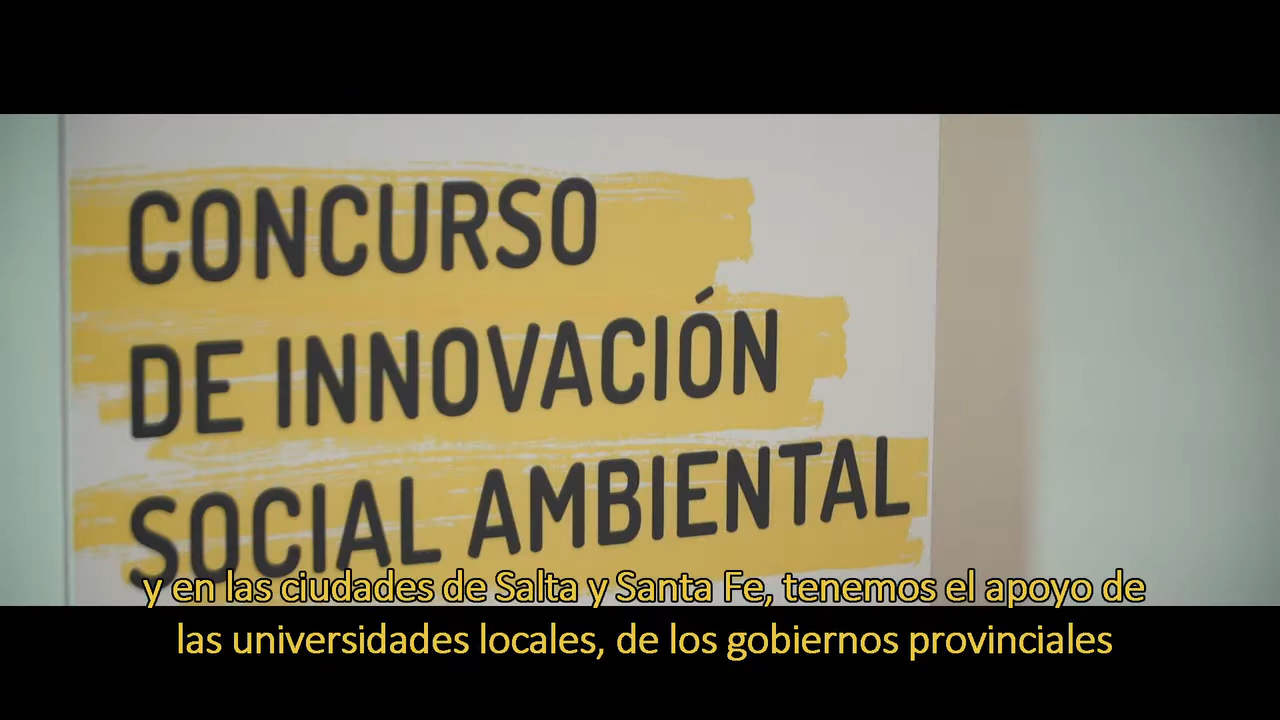 CONCURSO
DE INNOVACIÓN
SOCIAL AMBIENTAL
y en las ciudades de Salta y Santa Fe, tenemos el apoyo de
las universidades locales, de los gobiernos provinciales